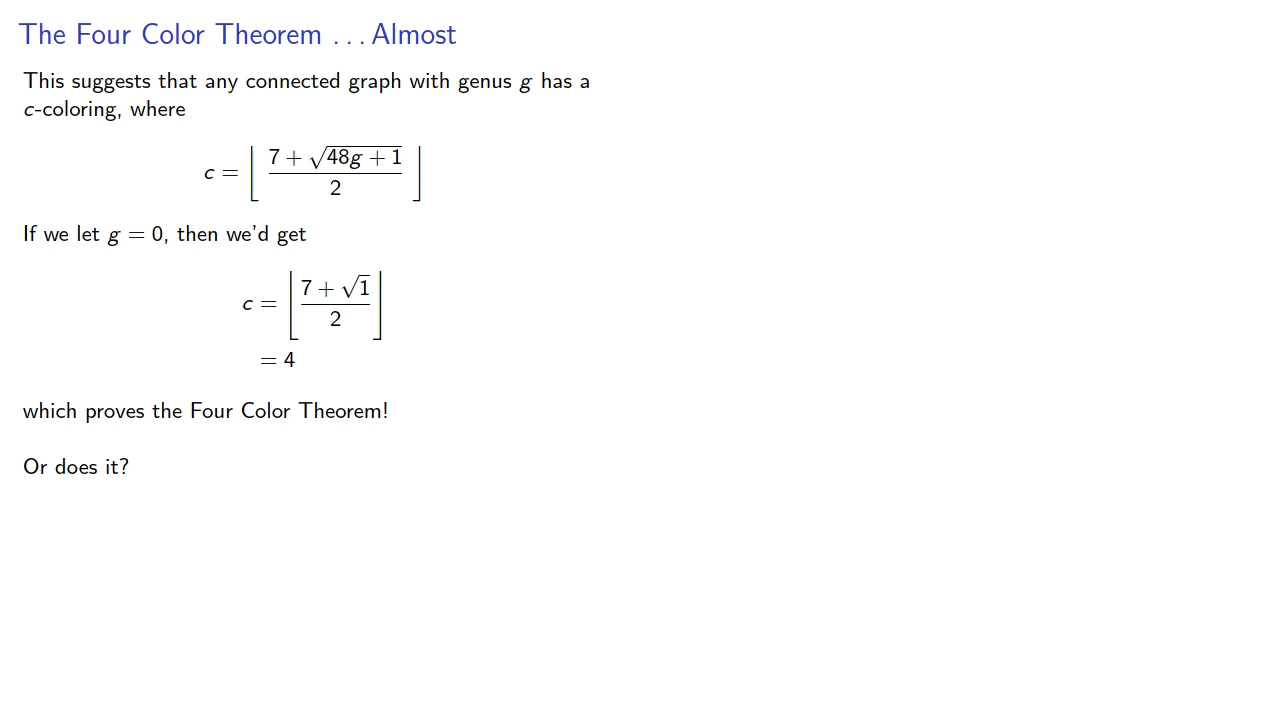 The Four Color Theorem . . . Almost
This suggests that any connected graph with genus g has a
c-coloring, where
c = ⌊ (7 + √(48g + 1)) / 2 ⌋
If we let g = 0, then we'd get
c = ⌊ (7 + √1) / 2 ⌋
= 4
which proves the Four Color Theorem!
Or does it?